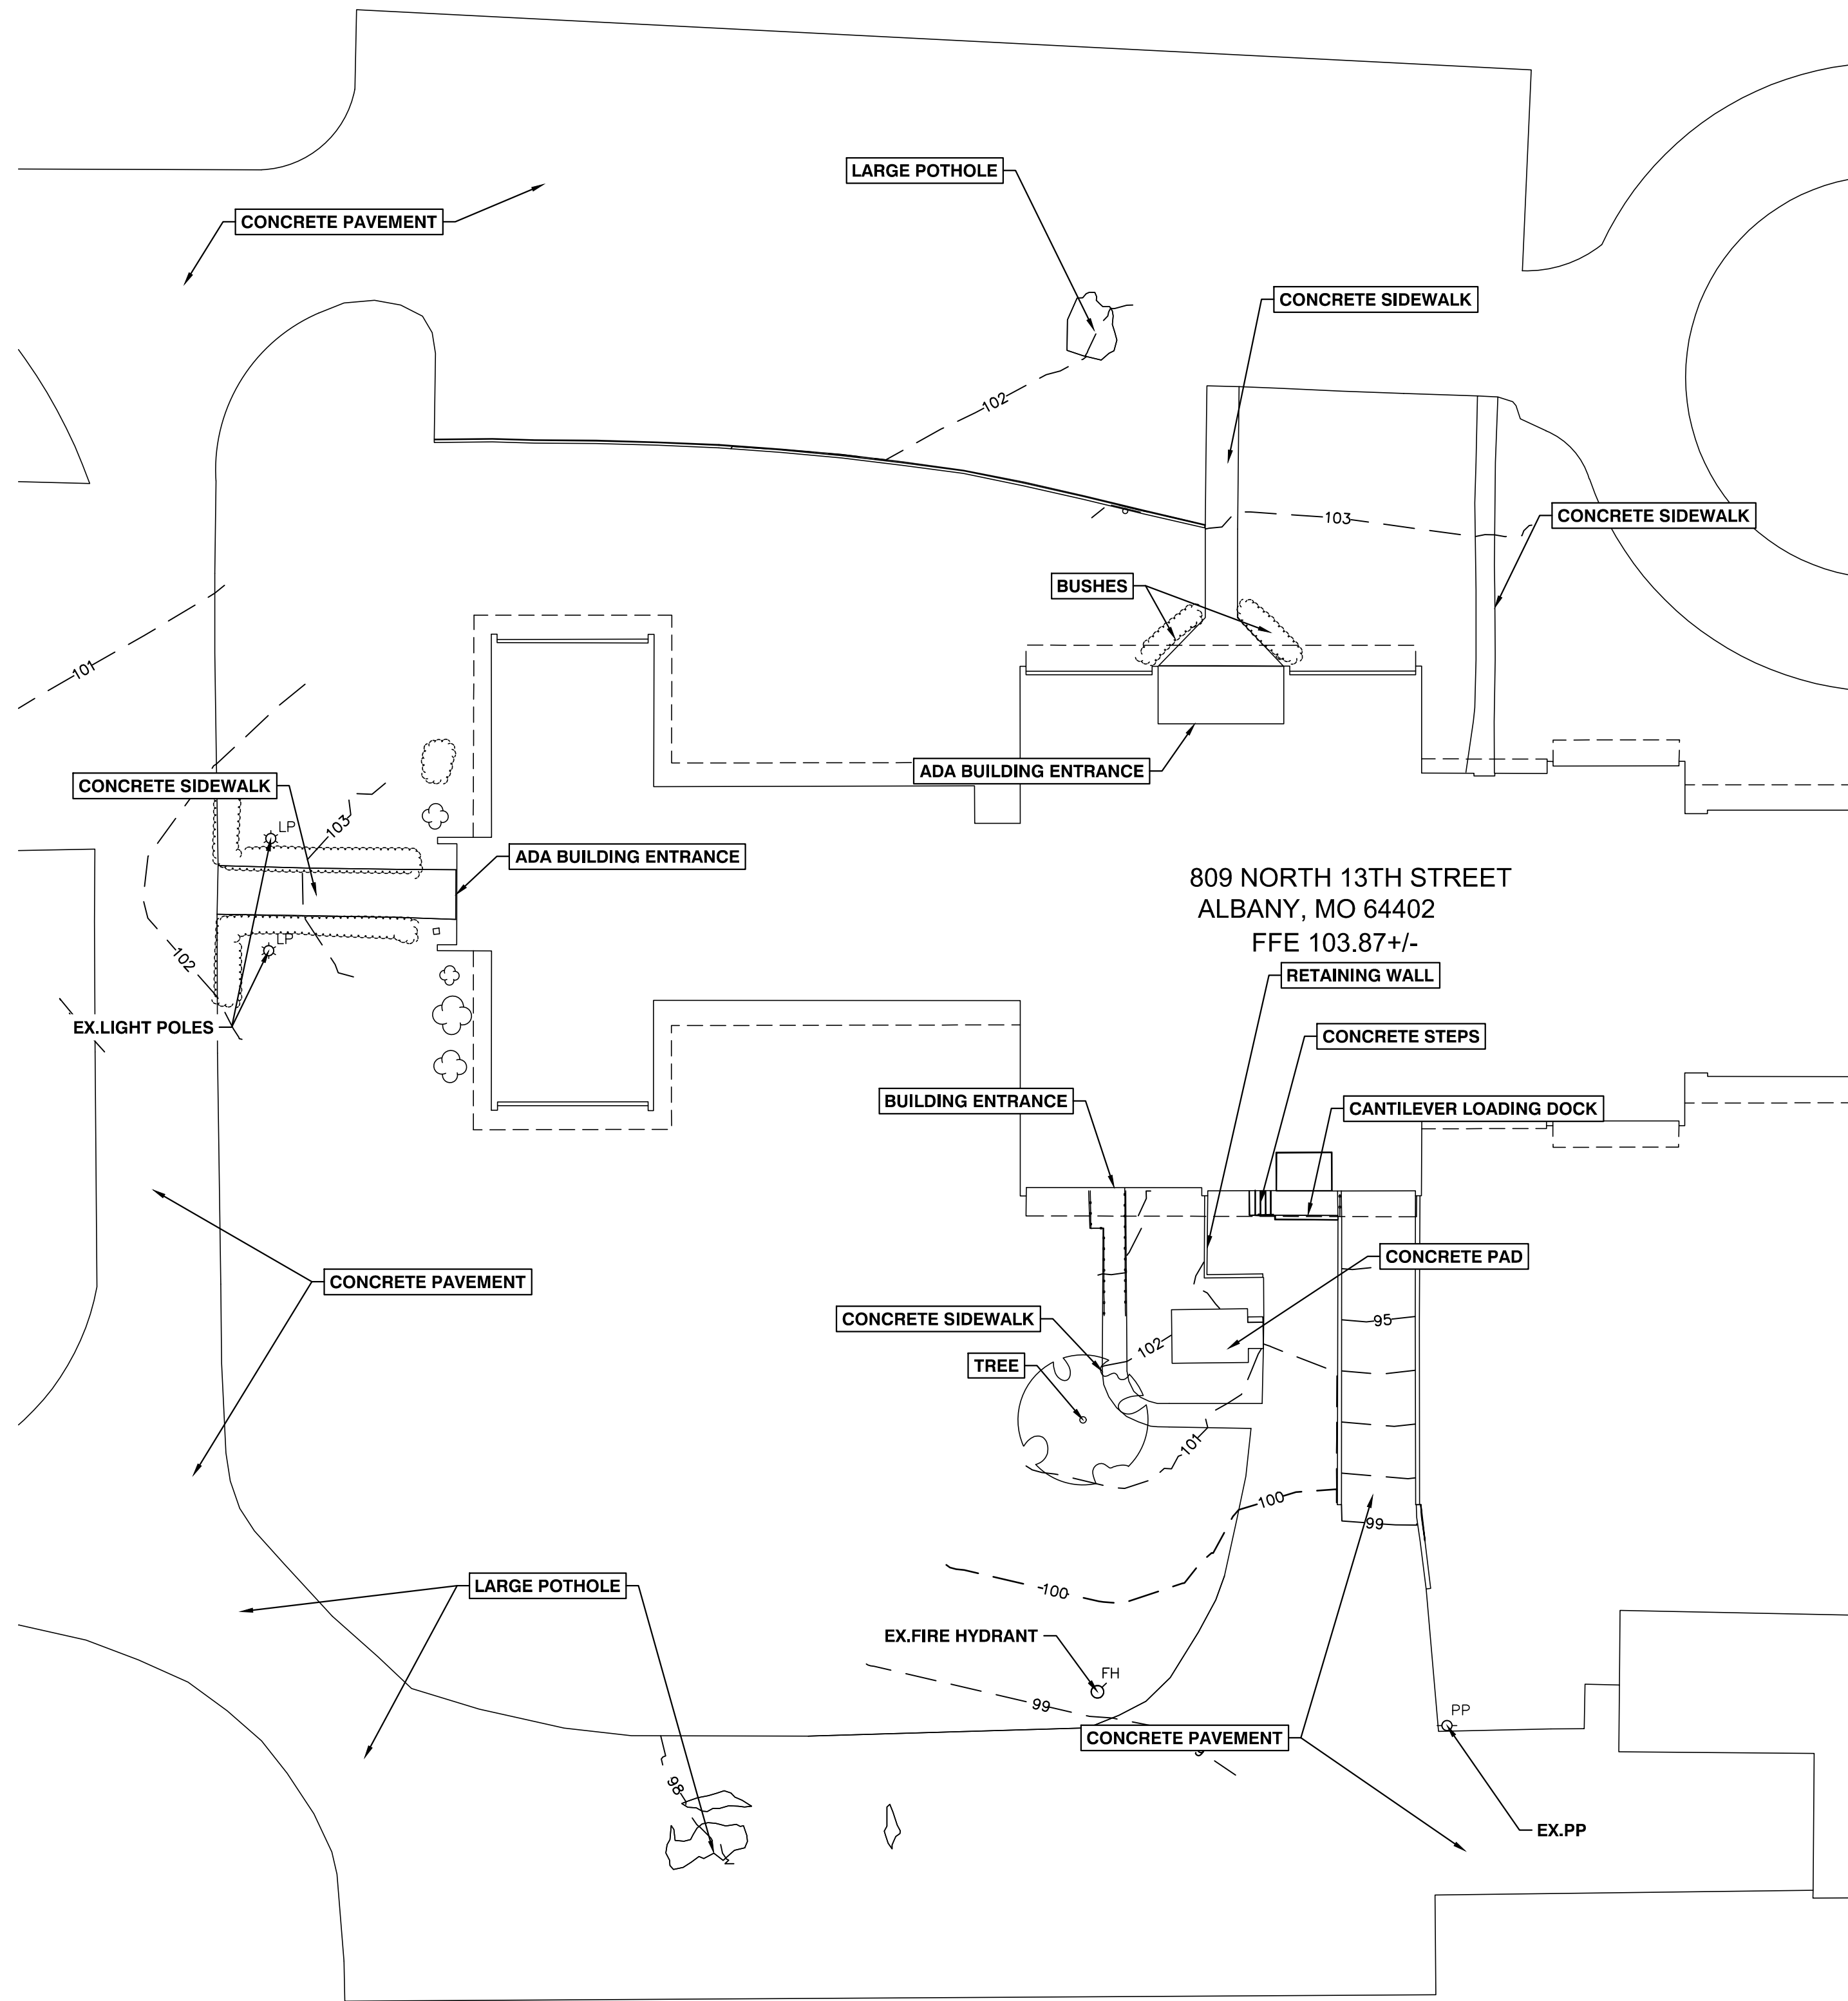 LARGE POTHOLE
CONCRETE PAVEMENT
CONCRETE SIDEWALK
102
CONCRETE SIDEWALK
103
BUSHES
101
ADA BUILDING ENTRANCE
CONCRETE SIDEWALK
103
LP
ADA BUILDING ENTRANCE
809 NORTH 13TH STREET
ALBANY, MO 64402
FFE 103.87+/-
LP
102
RETAINING WALL
EX.LIGHT POLES
CONCRETE STEPS
BUILDING ENTRANCE
CANTILEVER LOADING DOCK
CONCRETE PAD
CONCRETE PAVEMENT
CONCRETE SIDEWALK
95
102
TREE
101
100
99
LARGE POTHOLE
100
EX.FIRE HYDRANT
FH
99
PP
CONCRETE PAVEMENT
98
EX.PP